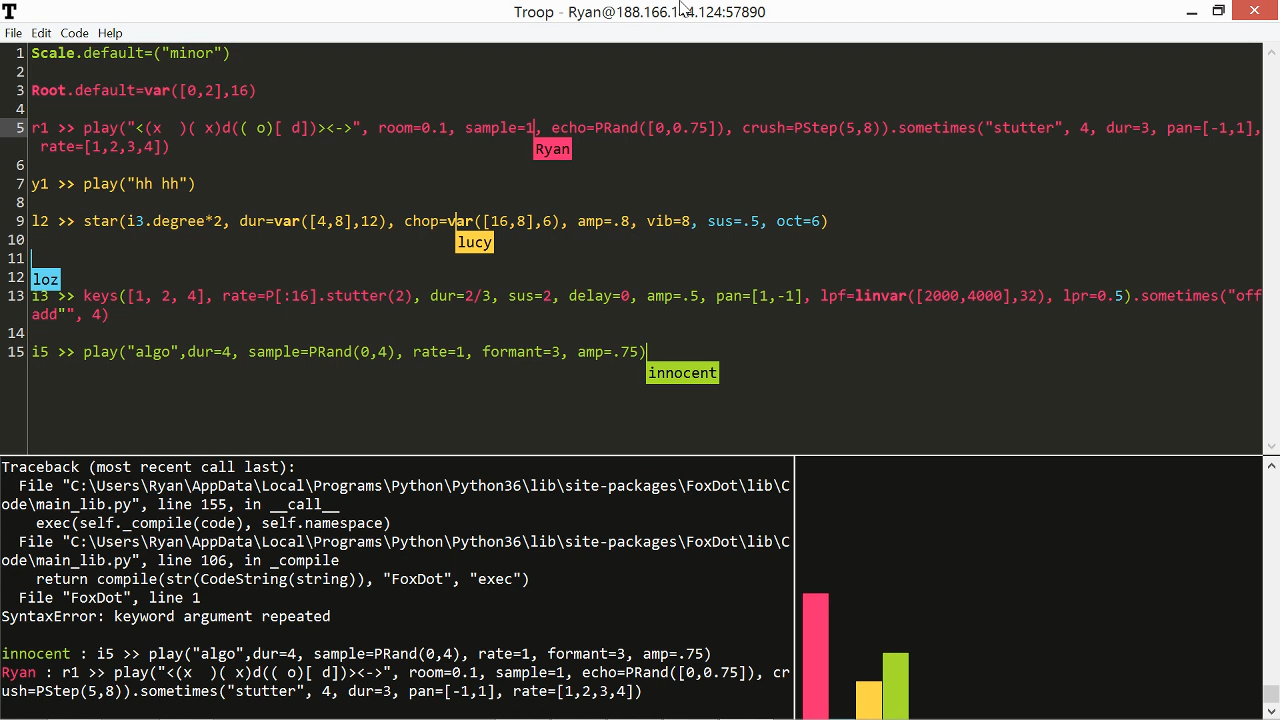 T Troop - Ryan@188.166.1 4.124:57890
File Edit Code Help
1 Scale.default=("minor")
2
3 Root.default=var([0,2],16)
4
5 r1 >> play("<(x  )( x)d(( o)[ d])><->", room=0.1, sample=1, echo=PRand([0,0.75]), crush=PStep(5,8)).sometimes("stutter", 4, dur=3, pan=[-1,1],
rate=[1,2,3,4])
Ryan
6
7 y1 >> play("hh hh")
8
9 l2 >> star(i3.degree*2, dur=var([4,8],12), chop=var([16,8],6), amp=.8, vib=8, sus=.5, oct=6)
10
lucy
11
12
loz
13 i3 >> keys([1, 2, 4], rate=P[:16].stutter(2), dur=2/3, sus=2, delay=0, amp=.5, pan=[1,-1], lpf=linvar([2000,4000],32), lpr=0.5).sometimes("off
add"", 4)
14
15 i5 >> play("algo",dur=4, sample=PRand(0,4), rate=1, formant=3, amp=.75)
innocent
Traceback (most recent call last):
File "C:\Users\Ryan\AppData\Local\Programs\Python\Python36\lib\site-packages\FoxDot\lib\C
ode\main_lib.py", line 155, in __call__
exec(self._compile(code), self.namespace)
File "C:\Users\Ryan\AppData\Local\Programs\Python\Python36\lib\site-packages\FoxDot\lib\C
ode\main_lib.py", line 106, in _compile
return compile(str(CodeString(string)), "FoxDot", "exec")
File "FoxDot", line 1
SyntaxError: keyword argument repeated
innocent : i5 >> play("algo",dur=4, sample=PRand(0,4), rate=1, formant=3, amp=.75)
Ryan : r1 >> play("<(x  )( x)d(( o)[ d])><->", room=0.1, sample=1, echo=PRand([0,0.75]), cr
ush=PStep(5,8)).sometimes("stutter", 4, dur=3, pan=[-1,1], rate=[1,2,3,4])